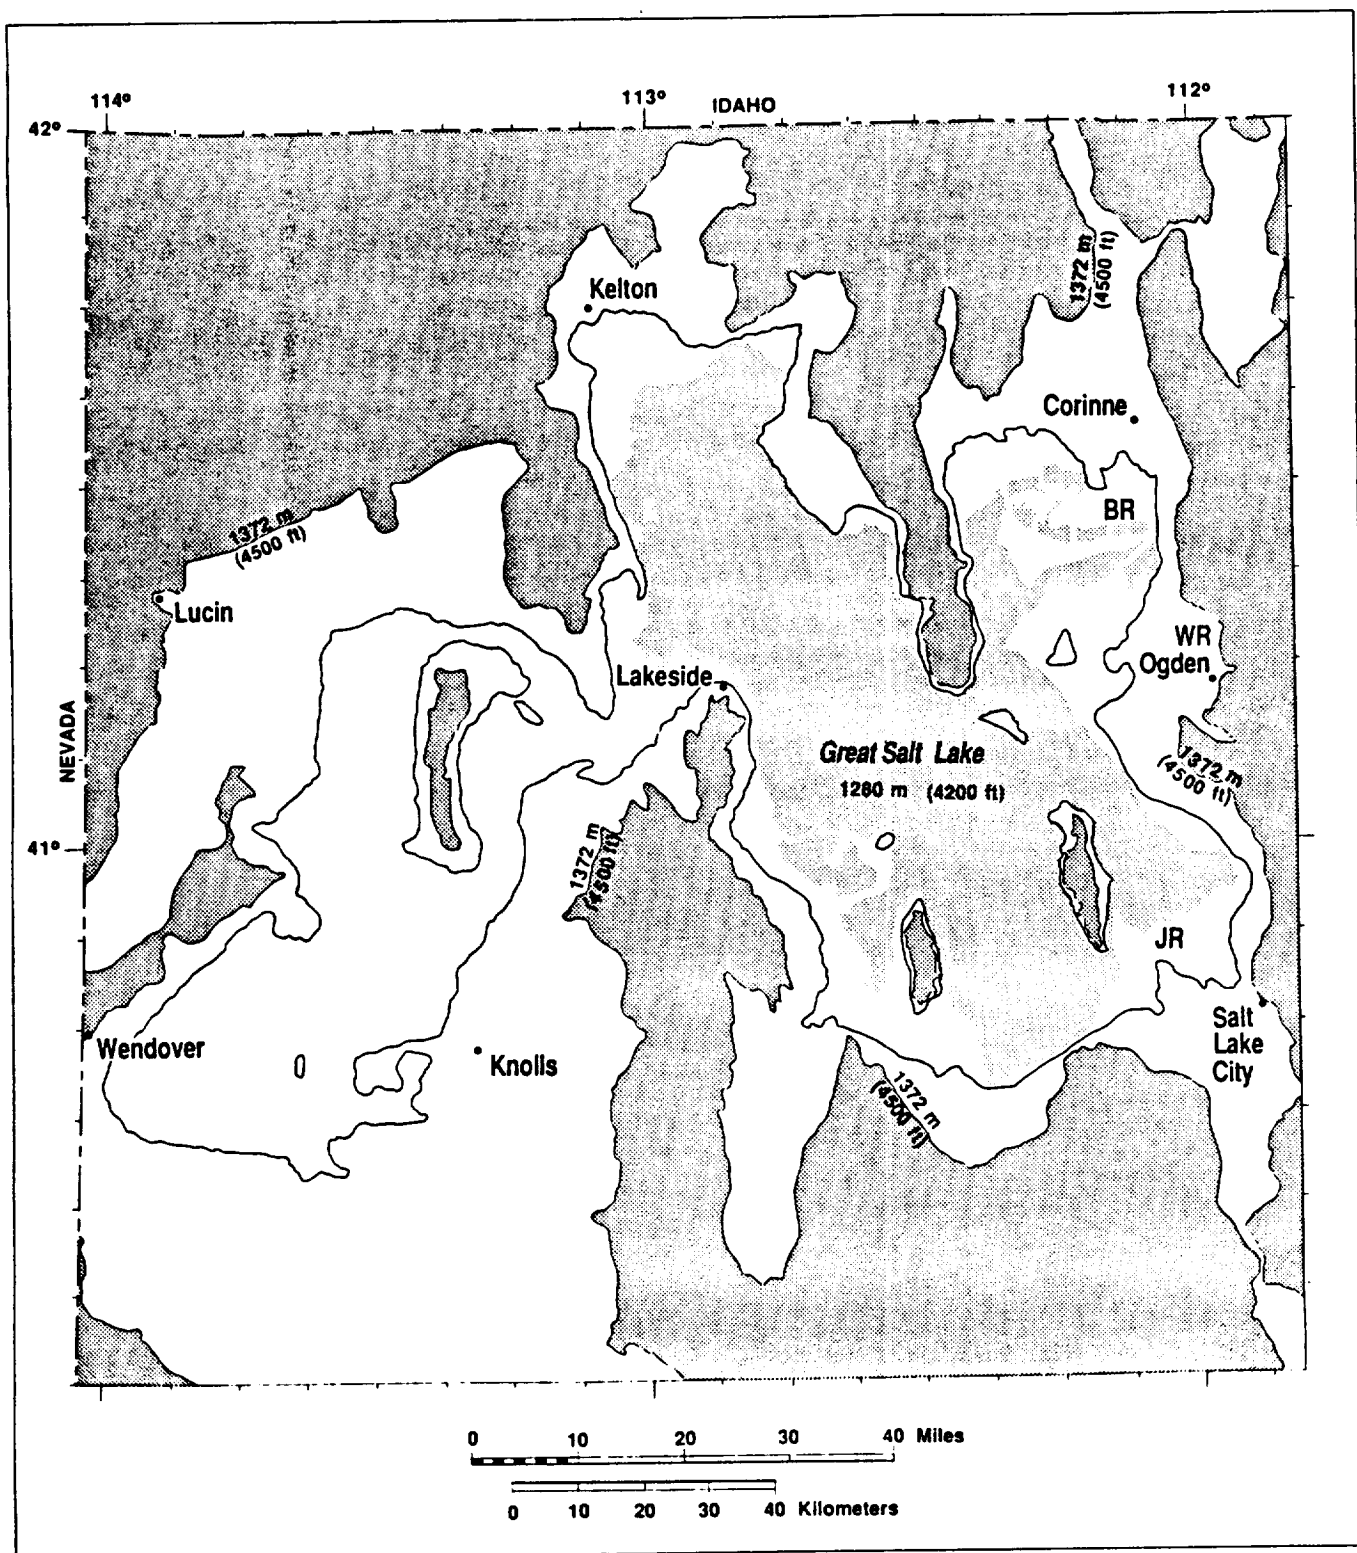 114°
113°
IDAHO
112°
42°
1372 m
(4500 ft)
Kelton
Corinne
BR
1372 m
(4500 ft)
Lucin
WR
Ogden
Lakeside
NEVADA
Great Salt Lake
1280 m (4200 ft)
1372 m
(4500 ft)
1372 m
(4500 ft)
41°
JR
Wendover
Knolls
Salt
Lake
City
1372 m
(4500 ft)
0 10 20 30 40 Miles
0 10 20 30 40 Kilometers